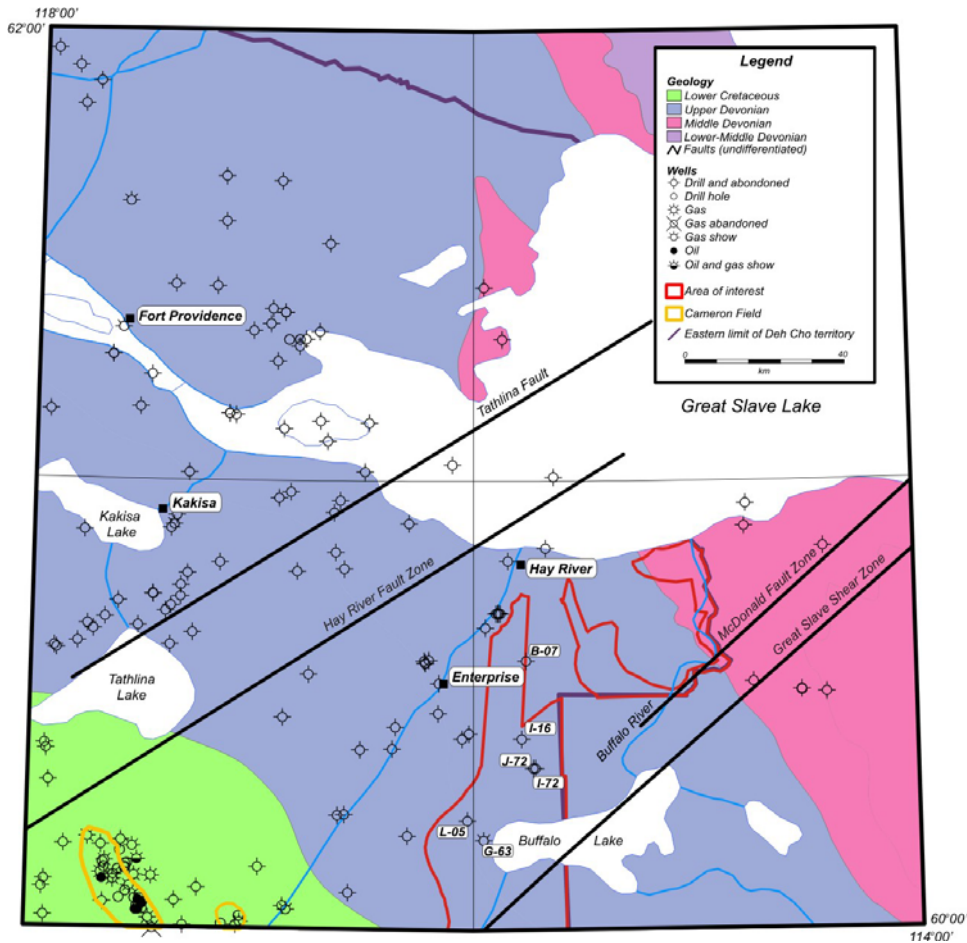 118°00'
62°00'
Legend
Geology
Lower Cretaceous
Upper Devonian
Middle Devonian
Lower-Middle Devonian
Faults (undifferentiated)
Wells
Drill and abondoned
Drill hole
Gas
Gas abandoned
Gas show
Oil
Oil and gas show
Area of interest
Cameron Field
Eastern limit of Deh Cho territory
0 40
km
Fort Providence
Tathlina Fault
Great Slave Lake
Kakisa
Kakisa
Lake
Hay River Fault Zone
Hay River
McDonald Fault Zone
Great Slave Shear Zone
B-07
Enterprise
Tathlina
Lake
Buffalo River
I-16
J-72
I-72
L-05
G-63
Buffalo Lake
60°00'
114°00'